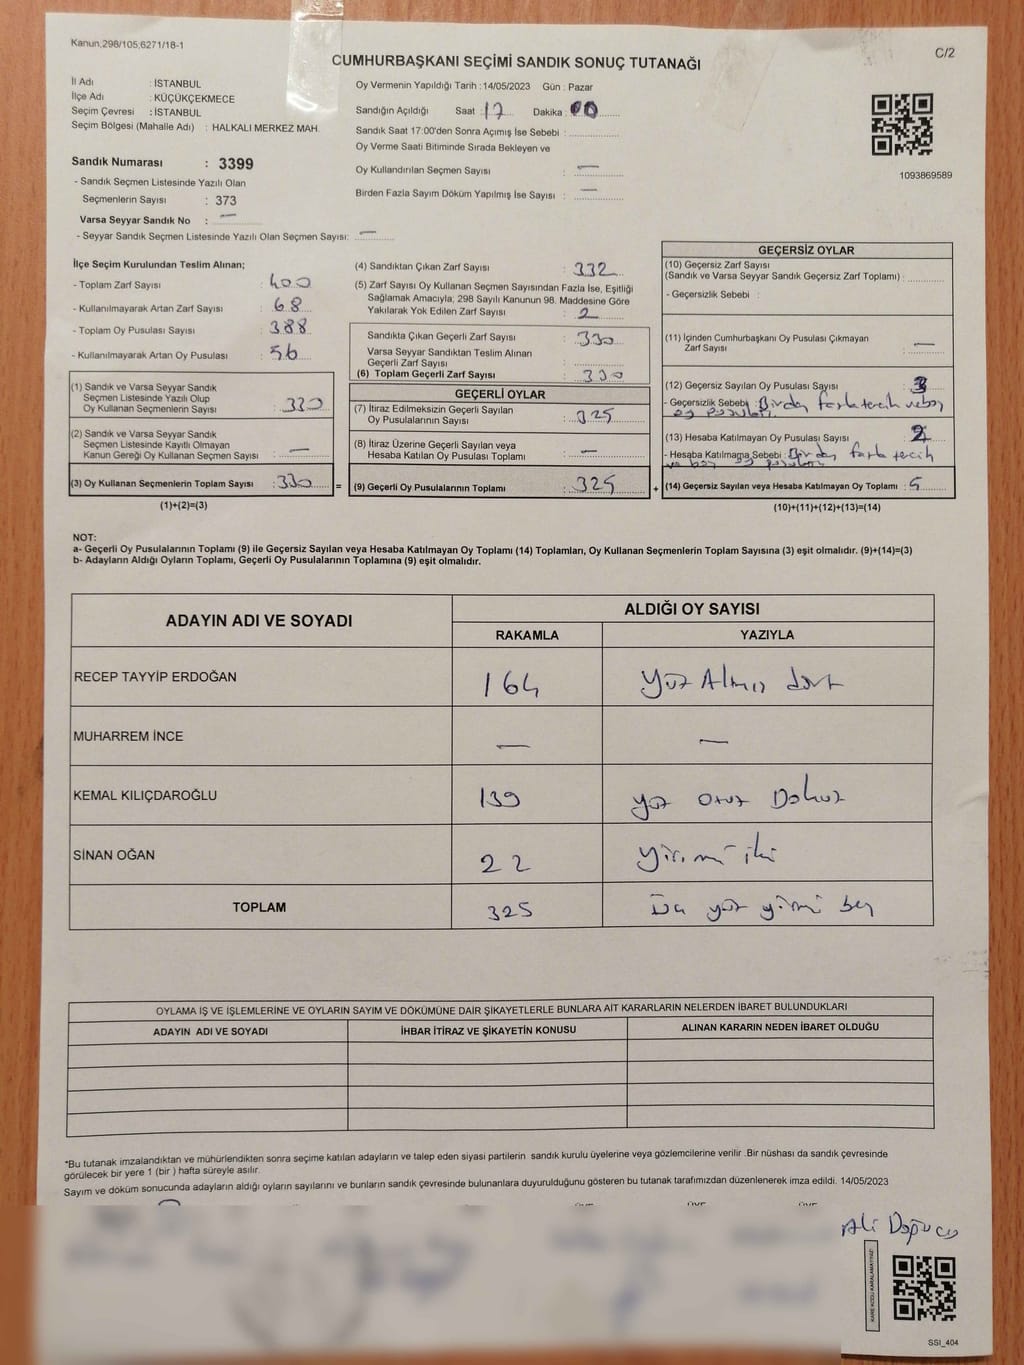 Kanun,298/105,6271/18-1
C/2
CUMHURBAŞKANI SEÇİMİ SANDIK SONUÇ TUTANAĞI
İl Adı : İSTANBUL
İlçe Adı : KÜÇÜKÇEKMECE
Seçim Çevresi : İSTANBUL
Seçim Bölgesi (Mahalle Adı) : HALKALI MERKEZ MAH.
Sandık Numarası : 3399
- Sandık Seçmen Listesinde Yazılı Olan
Seçmenlerin Sayısı : 373
Varsa Seyyar Sandık No : —
- Seyyar Sandık Seçmen Listesinde Yazılı Olan Seçmen Sayısı: —
Oy Vermenin Yapıldığı Tarih : 14/05/2023 Gün : Pazar
Sandığın Açıldığı Saat : 17 Dakika : 00
Sandık Saat 17:00'den Sonra Açımış İse Sebebi :
Oy Verme Saati Bitiminde Sırada Bekleyen ve
Oy Kullandırılan Seçmen Sayısı : —
Birden Fazla Sayım Döküm Yapılmış İse Sayısı : —
1093869589
İlçe Seçim Kurulundan Teslim Alınan;
- Toplam Zarf Sayısı : 400
- Kullanılmayarak Artan Zarf Sayısı : 68
- Toplam Oy Pusulası Sayısı : 388
- Kullanılmayarak Artan Oy Pusulası : 56
(1) Sandık ve Varsa Seyyar Sandık
Seçmen Listesinde Yazılı Olup
Oy Kullanan Seçmenlerin Sayısı : 330
(2) Sandık ve Varsa Seyyar Sandık
Seçmen Listesinde Kayıtlı Olmayan
Kanun Gereği Oy Kullanan Seçmen Sayısı : —
(3) Oy Kullanan Seçmenlerin Toplam Sayısı : 330 =
(1)+(2)=(3)
(4) Sandıktan Çıkan Zarf Sayısı : 332
(5) Zarf Sayısı Oy Kullanan Seçmen Sayısından Fazla İse, Eşitliği
Sağlamak Amacıyla; 298 Sayılı Kanunun 98. Maddesine Göre
Yakılarak Yok Edilen Zarf Sayısı : 2
Sandıkta Çıkan Geçerli Zarf Sayısı : 330
Varsa Seyyar Sandıktan Teslim Alınan
Geçerli Zarf Sayısı :
(6) Toplam Geçerli Zarf Sayısı : 330
GEÇERLİ OYLAR
(7) İtiraz Edilmeksizin Geçerli Sayılan
Oy Pusulalarının Sayısı : 325
(8) İtiraz Üzerine Geçerli Sayılan veya
Hesaba Katılan Oy Pusulası Toplamı : —
(9) Geçerli Oy Pusulalarının Toplamı : 325 +
GEÇERSİZ OYLAR
(10) Geçersiz Zarf Sayısı
(Sandık ve Varsa Seyyar Sandık Geçersiz Zarf Toplamı) :
- Geçersizlik Sebebi :
(11) İçinden Cumhurbaşkanı Oy Pusulası Çıkmayan
Zarf Sayısı : —
(12) Geçersiz Sayılan Oy Pusulası Sayısı : 3
- Geçersizlik Sebebi : Birden fazla tercih ve boş
oy pusulası
(13) Hesaba Katılmayan Oy Pusulası Sayısı : 2
- Hesaba Katılmama Sebebi : Birden fazla tercih
ve boş oy pusulası
(14) Geçersiz Sayılan veya Hesaba Katılmayan Oy Toplamı : 5
(10)+(11)+(12)+(13)=(14)
NOT:
a- Geçerli Oy Pusulalarının Toplamı (9) ile Geçersiz Sayılan veya Hesaba Katılmayan Oy Toplamı (14) Toplamları, Oy Kullanan Seçmenlerin Toplam Sayısına (3) eşit olmalıdır. (9)+(14)=(3)
b- Adayların Aldığı Oyların Toplamı, Geçerli Oy Pusulalarının Toplamına (9) eşit olmalıdır.
ADAYIN ADI VE SOYADI
ALDIĞI OY SAYISI
RAKAMLA YAZIYLA
RECEP TAYYİP ERDOĞAN 164 Yüz Altmış dört
MUHARREM İNCE — —
KEMAL KILIÇDAROĞLU 139 yüz otuz Dokuz
SİNAN OĞAN 22 Yirmi iki
TOPLAM 325 Üç yüz yirmi beş
OYLAMA İŞ VE İŞLEMLERİNE VE OYLARIN SAYIM VE DÖKÜMÜNE DAİR ŞİKAYETLERLE BUNLARA AİT KARARLARIN NELERDEN İBARET BULUNDUKLARI
ADAYIN ADI VE SOYADI İHBAR İTİRAZ VE ŞİKAYETİN KONUSU ALINAN KARARIN NEDEN İBARET OLDUĞU
*Bu tutanak imzalandıktan ve mühürlendikten sonra seçime katılan adayların ve talep eden siyasi partilerin sandık kurulu üyelerine veya gözlemcilerine verilir .Bir nüshası da sandık çevresinde
görülecek bir yere 1 (bir ) hafta süreyle asılır.
Sayım ve döküm sonucunda adayların aldığı oyların sayılarını ve bunların sandık çevresinde bulunanlara duyurulduğunu gösteren bu tutanak tarafımızdan düzenlenerek imza edildi. 14/05/2023
Ali
KARE KODU KARALAMAYINIZ!
SSI_404